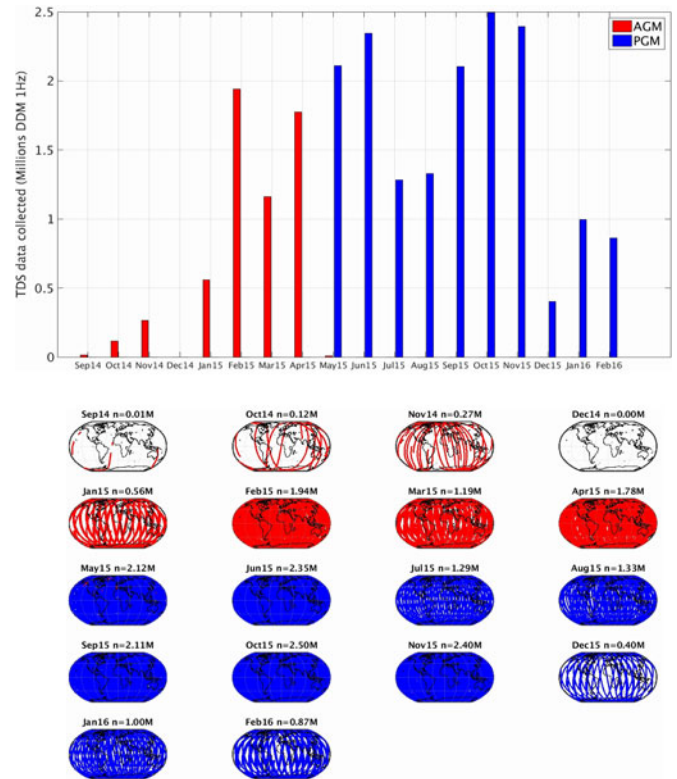 2.5
AGM
PGM
2
1.5
1
0.5
0
TDS data collected (Millions DDM 1Hz)
Sep14 Oct14 Nov14 Dec14 Jan15 Feb15 Mar15 Apr15 May15 Jun15 Jul15 Aug15 Sep15 Oct15 Nov15 Dec15 Jan16 Feb16
Sep14 n=0.01M Oct14 n=0.12M Nov14 n=0.27M Dec14 n=0.00M
Jan15 n=0.56M Feb15 n=1.94M Mar15 n=1.19M Apr15 n=1.78M
May15 n=2.12M Jun15 n=2.35M Jul15 n=1.29M Aug15 n=1.33M
Sep15 n=2.11M Oct15 n=2.50M Nov15 n=2.40M Dec15 n=0.40M
Jan16 n=1.00M Feb16 n=0.87M